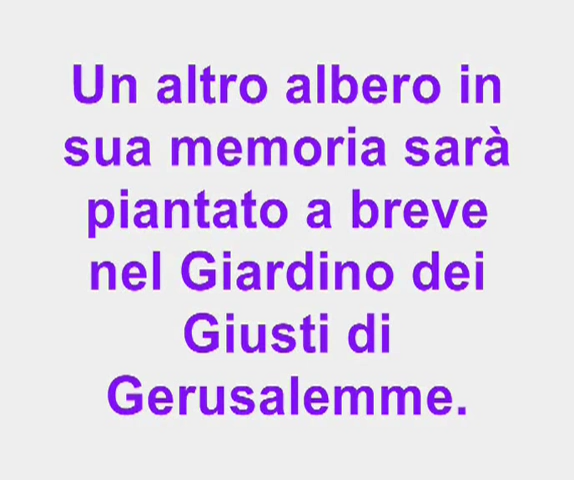 Un altro albero in
sua memoria sarà
piantato a breve
nel Giardino dei
Giusti di
Gerusalemme.